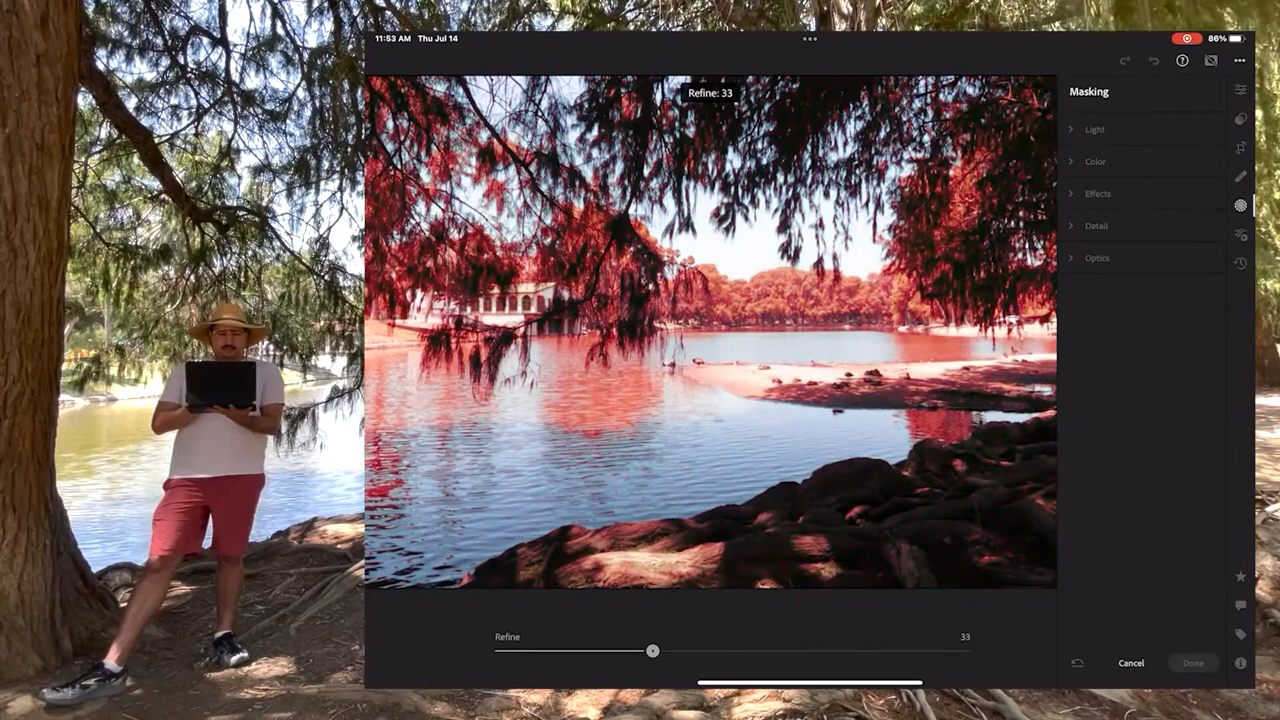 11:53 AM Thu Jul 14
86%
Refine: 33
Masking
Light
Color
Effects
Detail
Optics
Refine 33
Cancel
Done